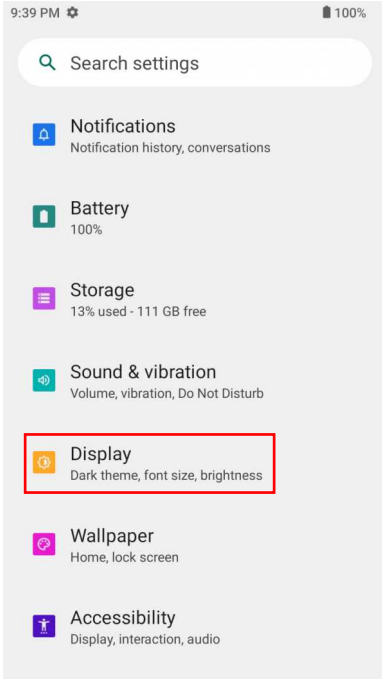 9:39 PM 100%
Search settings
Notifications
Notification history, conversations
Battery
100%
Storage
13% used - 111 GB free
Sound & vibration
Volume, vibration, Do Not Disturb
Display
Dark theme, font size, brightness
Wallpaper
Home, lock screen
Accessibility
Display, interaction, audio